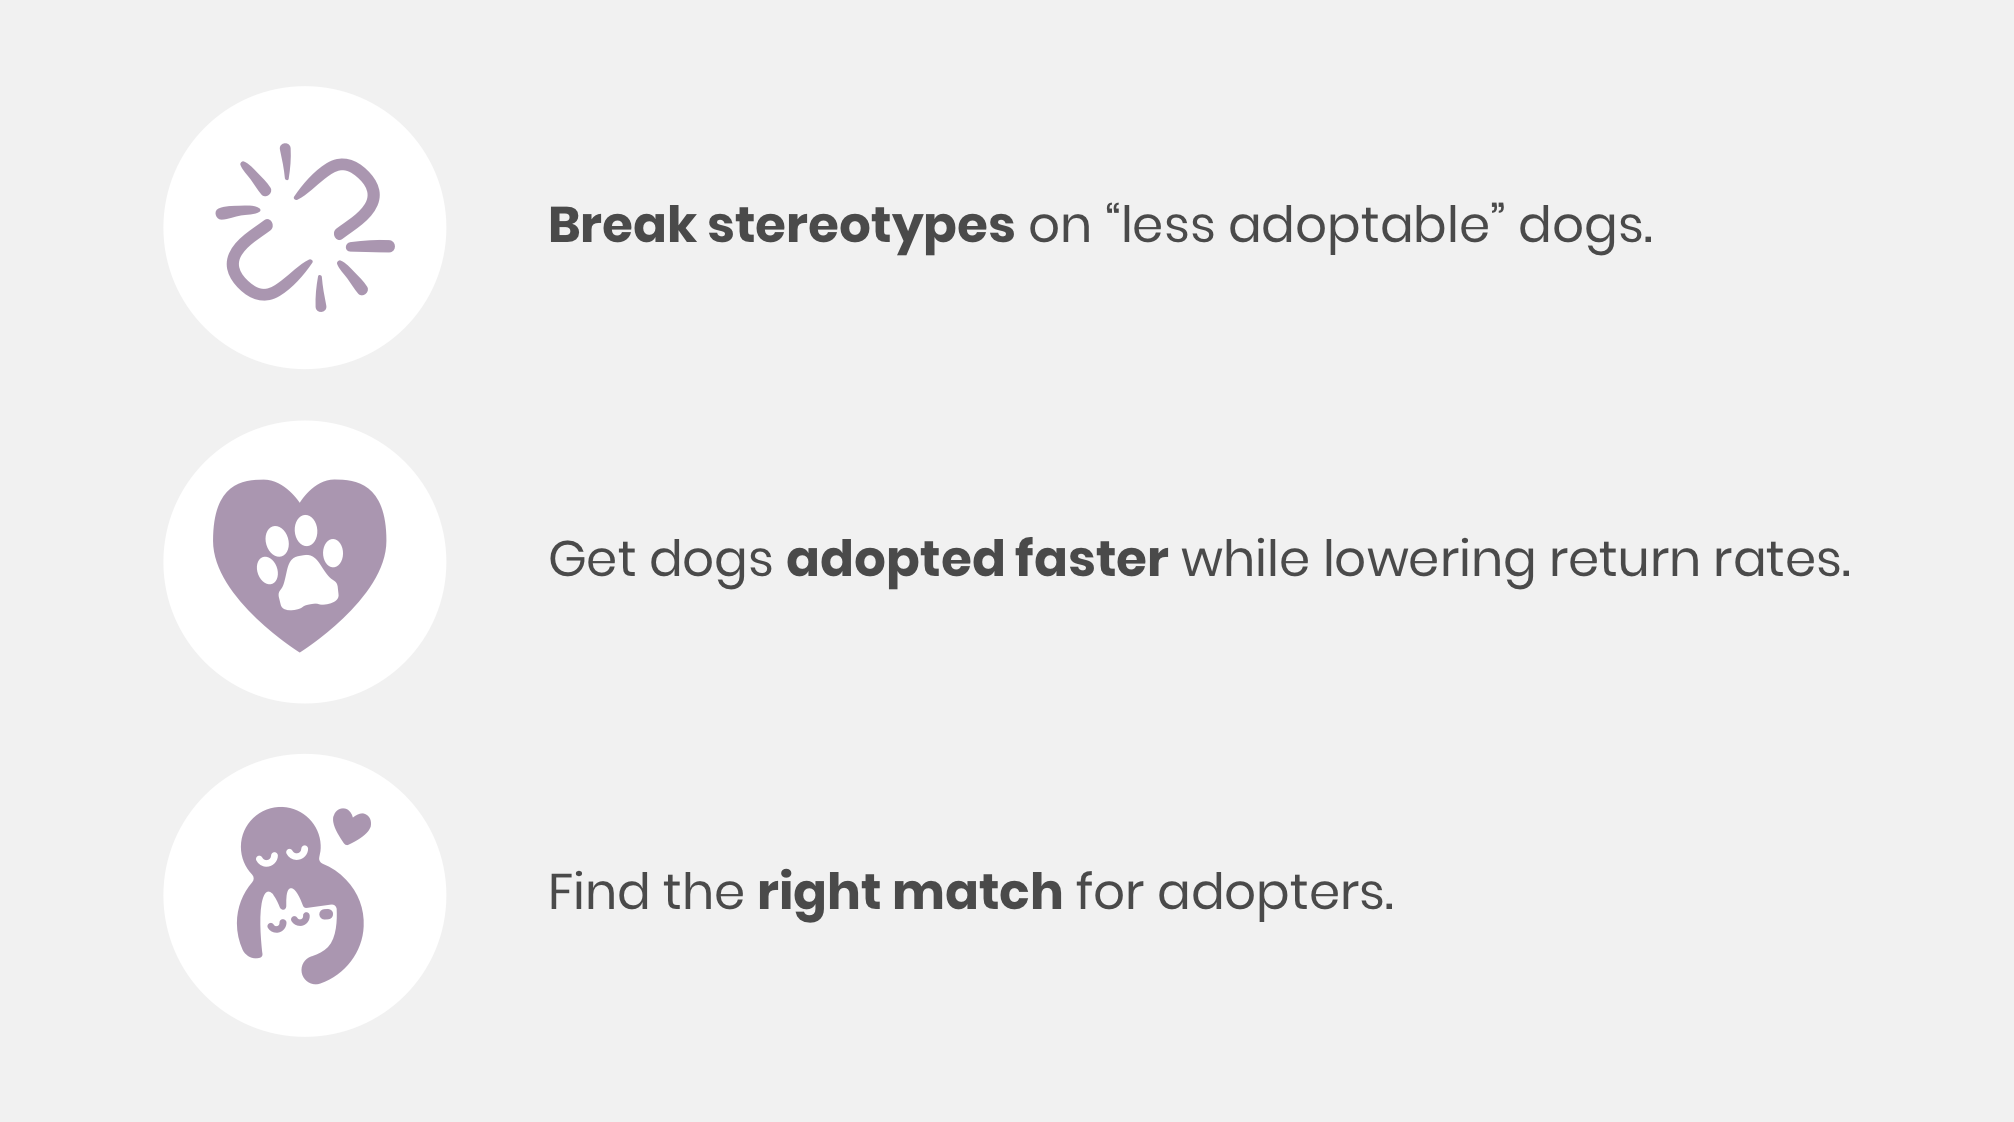 Break stereotypes on “less adoptable” dogs.
Get dogs adopted faster while lowering return rates.
Find the right match for adopters.